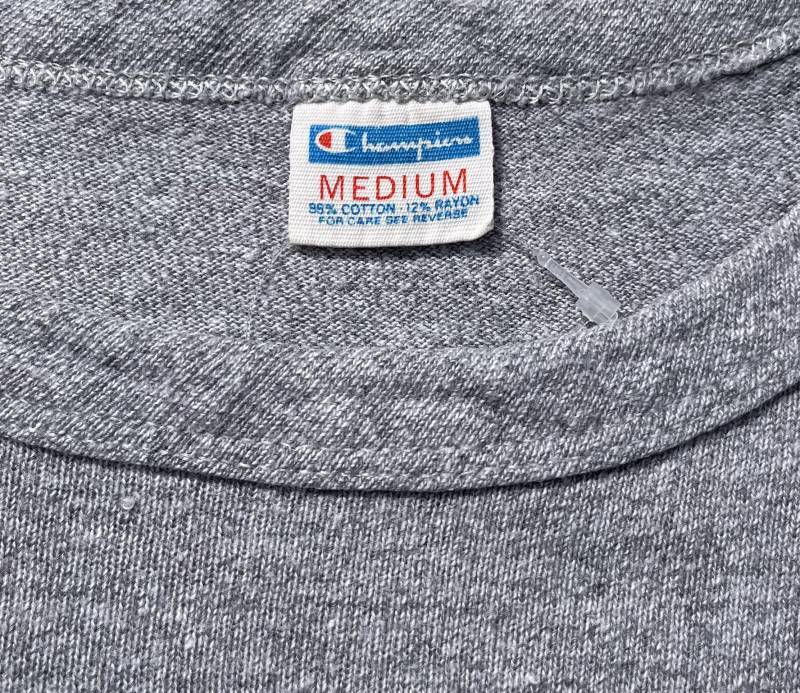 Champion
MEDIUM
88% COTTON · 12% RAYON
FOR CARE SEE REVERSE